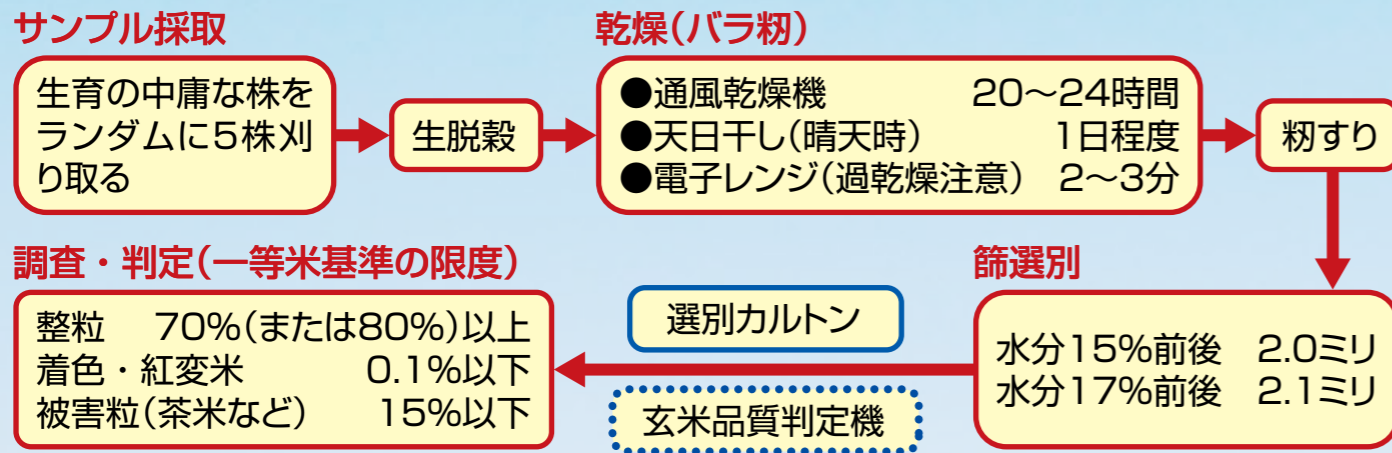 サンプル採取
生育の中庸な株を
ランダムに5株刈
り取る
生脱穀
乾燥(バラ籾)
●通風乾燥機 20〜24時間
●天日干し(晴天時) 1日程度
●電子レンジ(過乾燥注意) 2〜3分
籾すり
篩選別
水分15%前後 2.0ミリ
水分17%前後 2.1ミリ
選別カルトン
玄米品質判定機
調査・判定(一等米基準の限度)
整粒 70%(または80%)以上
着色・紅変米 0.1%以下
被害粒(茶米など) 15%以下